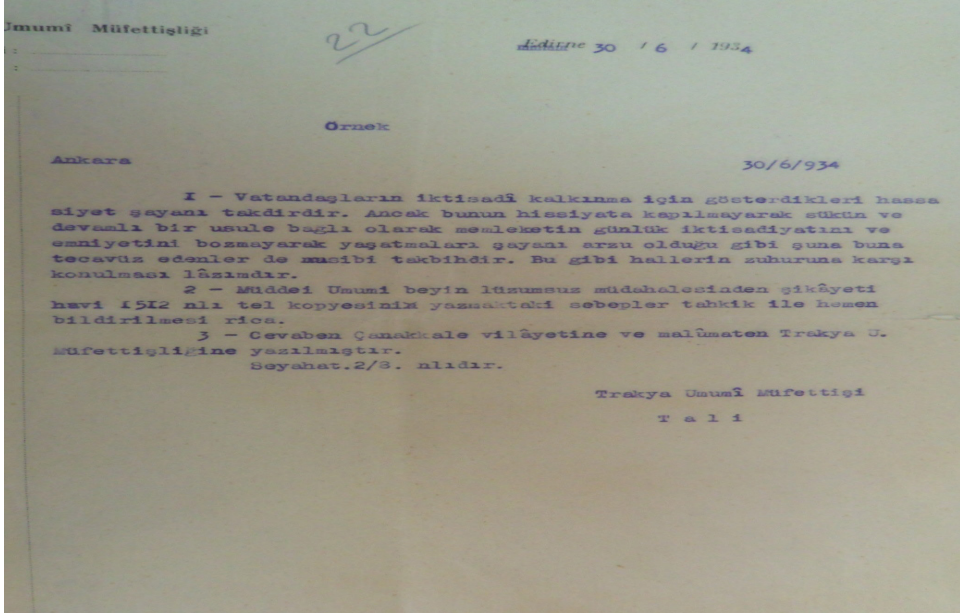 Umumî Müfettişliği
22
Edirne 30 / 6 / 1934
:
:
Örnek
Ankara 30/6/934
I - Vatandaşların iktisadî kalkınma için gösterdikleri hassa
siyet şayanı takdirdir. Ancak bunun hissiyata kapılmayarak sükûn ve
devamlı bir usule bağlı olarak memleketin günlük iktisadiyatını ve
emniyetini bozmayarak yaşatmaları şayanı arzu olduğu gibi şuna buna
tecavüz edenler de mucibi takbihdir. Bu gibi hallerin zuhuruna karşı
konulması lâzımdır.
2 - Müddei Umumi beyin lüzumsuz müdahalesinden şikâyeti
havi I5I2 nlı tel kopyesinin yazmaktaki sebepler tahkik ile hemen
bildirilmesi rica.
3 - Cevaben Çanakkale vilâyetine ve malûmaten Trakya U.
Müfettişliğine yazılmıştır.
Seyahat.2/8. nlıdır.
Trakya Umumî Müfettişi
T a l i